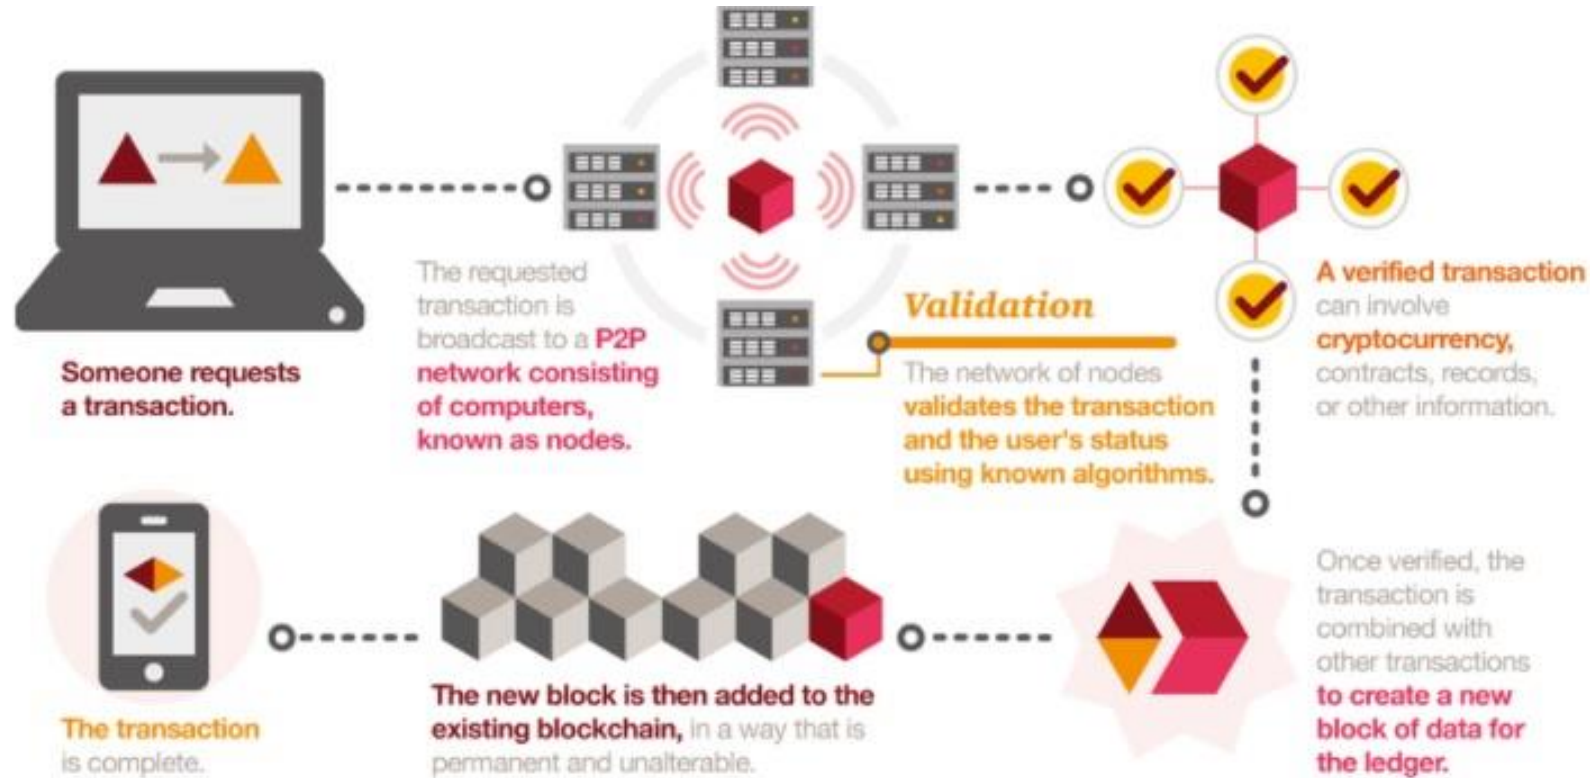 Someone requests
a transaction.
The requested
transaction is
broadcast to a P2P
network consisting
of computers,
known as nodes.
Validation
The network of nodes
validates the transaction
and the user's status
using known algorithms.
A verified transaction
can involve
cryptocurrency,
contracts, records,
or other information.
Once verified, the
transaction is
combined with
other transactions
to create a new
block of data for
the ledger.
The new block is then added to the
existing blockchain, in a way that is
permanent and unalterable.
The transaction
is complete.